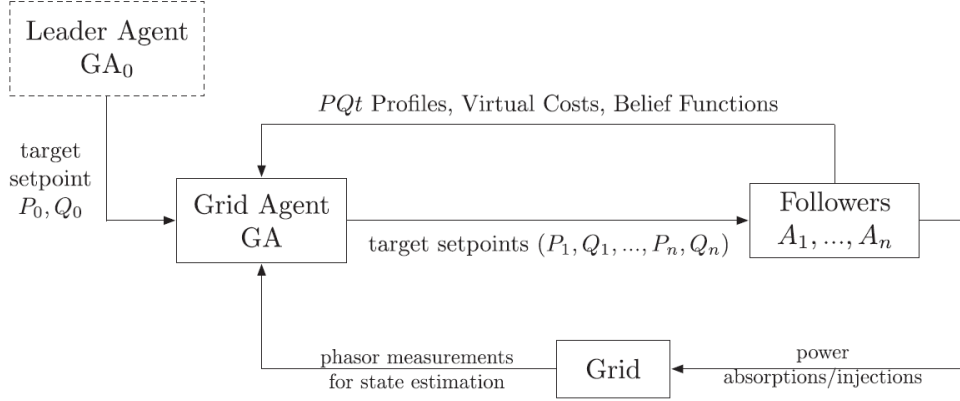 Leader Agent
GA₀
PQt Profiles, Virtual Costs, Belief Functions
target
setpoint
P₀, Q₀
Grid Agent
GA
target setpoints (P₁, Q₁, ..., Pₙ, Qₙ)
Followers
A₁, ..., Aₙ
phasor measurements
for state estimation
Grid
power
absorptions/injections